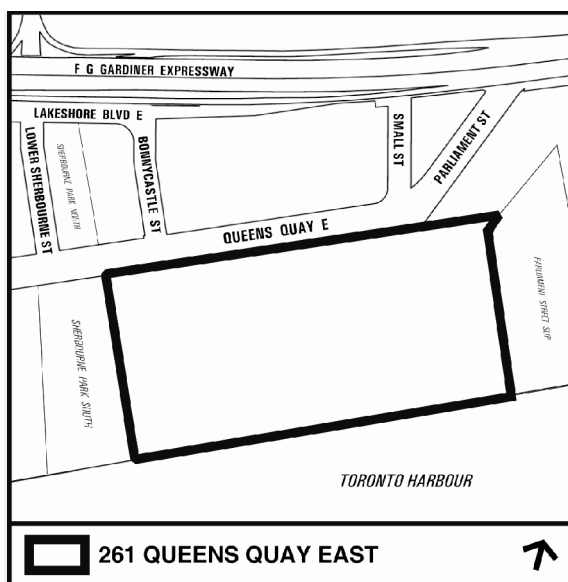 F G GARDINER EXPRESSWAY
LAKESHORE BLVD E
LOWER SHERBOURNE ST
SHERBOURNE PARK NORTH
BONNYCASTLE ST
SMALL ST
PARLIAMENT ST
QUEENS QUAY E
SHERBOURNE PARK SOUTH
PARLIAMENT STREET SLIP
TORONTO HARBOUR
261 QUEENS QUAY EAST